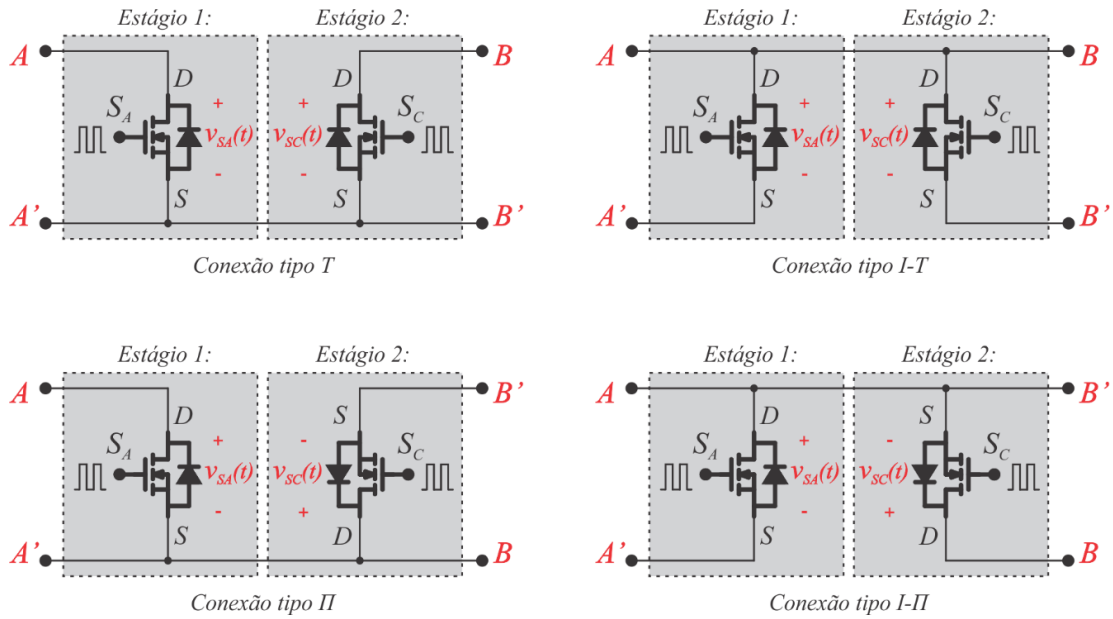 Estágio 1: Estágio 2:
A B
D D
S_A + + S_C
v_SA(t) v_SC(t)
- -
S S
A’ B’
Conexão tipo T
Estágio 1: Estágio 2:
A B
D D
S_A + + S_C
v_SA(t) v_SC(t)
- -
S S
A’ B’
Conexão tipo I-T
Estágio 1: Estágio 2:
A B’
D S
S_A + - S_C
v_SA(t) v_SC(t)
- +
S D
A’ B
Conexão tipo Π
Estágio 1: Estágio 2:
A B’
D S
S_A + - S_C
v_SA(t) v_SC(t)
- +
S D
A’ B
Conexão tipo I-Π